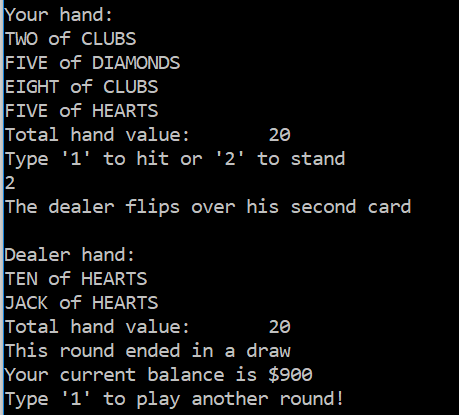 Your hand:
TWO of CLUBS
FIVE of DIAMONDS
EIGHT of CLUBS
FIVE of HEARTS
Total hand value:       20
Type '1' to hit or '2' to stand
2
The dealer flips over his second card
Dealer hand:
TEN of HEARTS
JACK of HEARTS
Total hand value:       20
This round ended in a draw
Your current balance is $900
Type '1' to play another round!